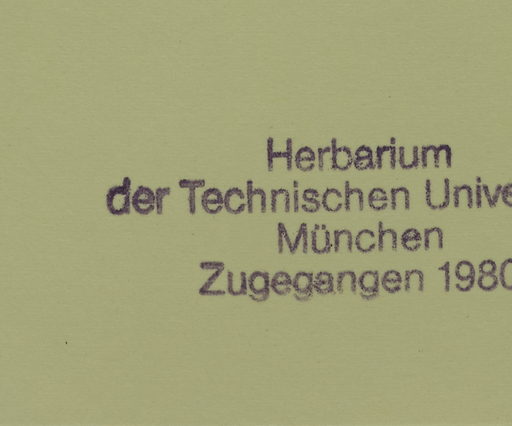 Herbarium
der Technischen Unive
München
Zugegangen 1980